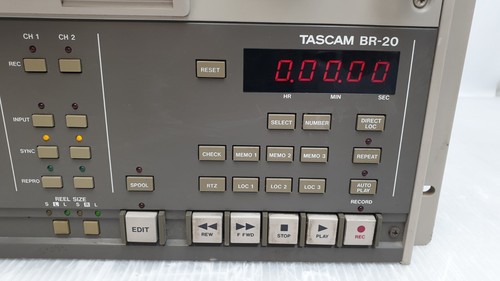 TASCAM BR-20
CH 1 CH 2
REC
RESET
0.00.00
HR MIN SEC
SELECT NUMBER DIRECT LOC
INPUT
SYNC
CHECK MEMO 1 MEMO 2 MEMO 3 REPEAT
REPRO
SPOOL RTZ LOC 1 LOC 2 LOC 3 AUTO PLAY
REEL SIZE
S L S L
RECORD
EDIT REW F FWD STOP PLAY REC